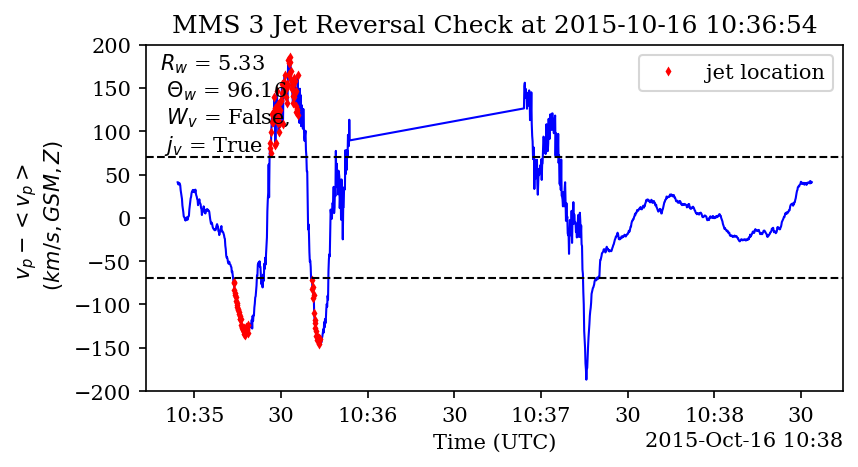 MMS 3 Jet Reversal Check at 2015-10-16 10:36:54
200
150
100
50
0
−50
−100
−150
−200
v_p − < v_p >
(km/s, GSM, Z)
R_w = 5.33
Θ_w = 96.16
W_v = False,
j_v = True
jet location
10:35 30 10:36 30 10:37 30 10:38 30
Time (UTC) 2015-Oct-16 10:38